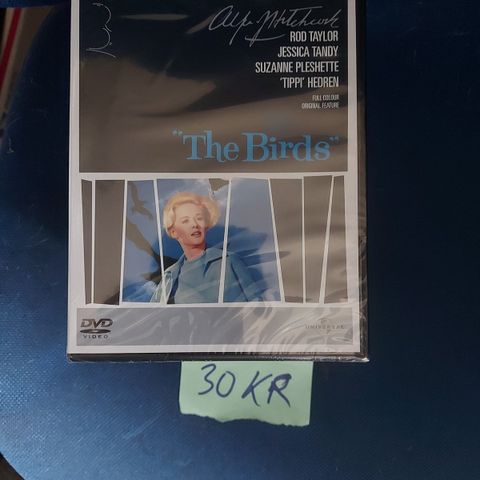 Alfred Hitchcock
ROD TAYLOR
JESSICA TANDY
SUZANNE PLESHETTE
'TIPPI' HEDREN
FULL COLOUR
ORIGINAL FEATURE
"The Birds"
DVD
VIDEO
UNIVERSAL
30 KR